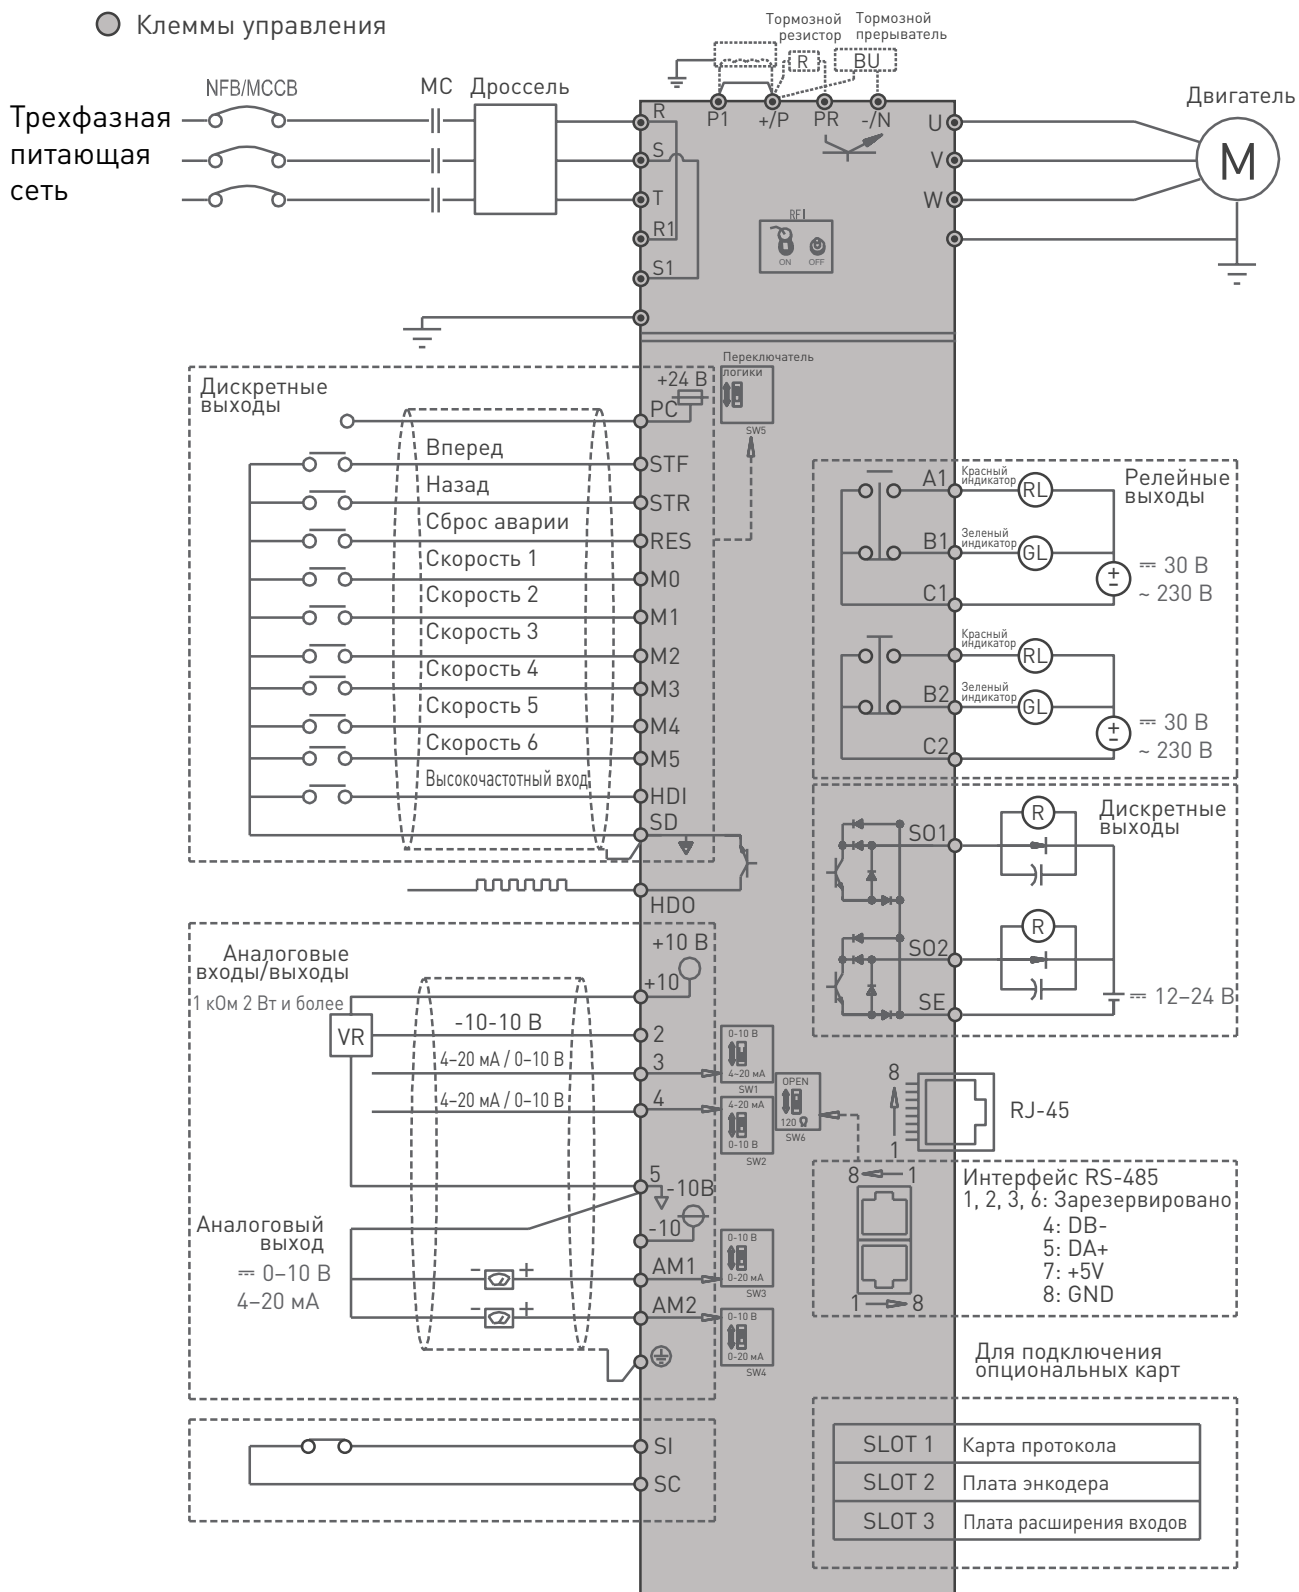 Клеммы управления
Тормозной
резистор
Тормозной
прерыватель
R
BU
NFB/MCCB
MC
Дроссель
Двигатель
Трехфазная
питающая
сеть
P1
+/P
PR
-/N
R
S
T
R1
S1
U
V
W
M
RFI
ON
OFF
Дискретные
выходы
+24 В
Переключатель
логики
SW5
PC
Вперед
STF
Назад
STR
Сброс аварии
RES
Скорость 1
M0
Скорость 2
M1
Скорость 3
M2
Скорость 4
M3
Скорость 5
M4
Скорость 6
M5
Высокочастотный вход
HDI
SD
HDO
Релейные
выходы
A1
Красный
индикатор
RL
B1
Зеленый
индикатор
GL
C1
+
-
⎓ 30 В
~ 230 В
Красный
индикатор
RL
B2
Зеленый
индикатор
GL
C2
+
-
⎓ 30 В
~ 230 В
Дискретные
выходы
SO1
R
SO2
R
SE
⎓ 12–24 В
Аналоговые
входы/выходы
1 кОм 2 Вт и более
VR
+10 В
+10
-10-10 В
2
4–20 мА / 0–10 В
3
4–20 мА / 0–10 В
4
0-10 В
4~20 мА
SW1
4-20 мА
0-10 В
SW2
OPEN
120 Ω
SW6
5
-10В
-10
Аналоговый
выход
⎓ 0–10 В
4–20 мА
- +
AM1
- +
AM2
0-10 В
0-20 мА
SW3
0-10 В
0-20 мА
SW4
8
1
RJ-45
8
1
1
8
Интерфейс RS-485
1, 2, 3, 6: Зарезервировано
4: DB-
5: DA+
7: +5V
8: GND
Для подключения
опциональных карт
SI
SC
SLOT 1 Карта протокола
SLOT 2 Плата энкодера
SLOT 3 Плата расширения входов